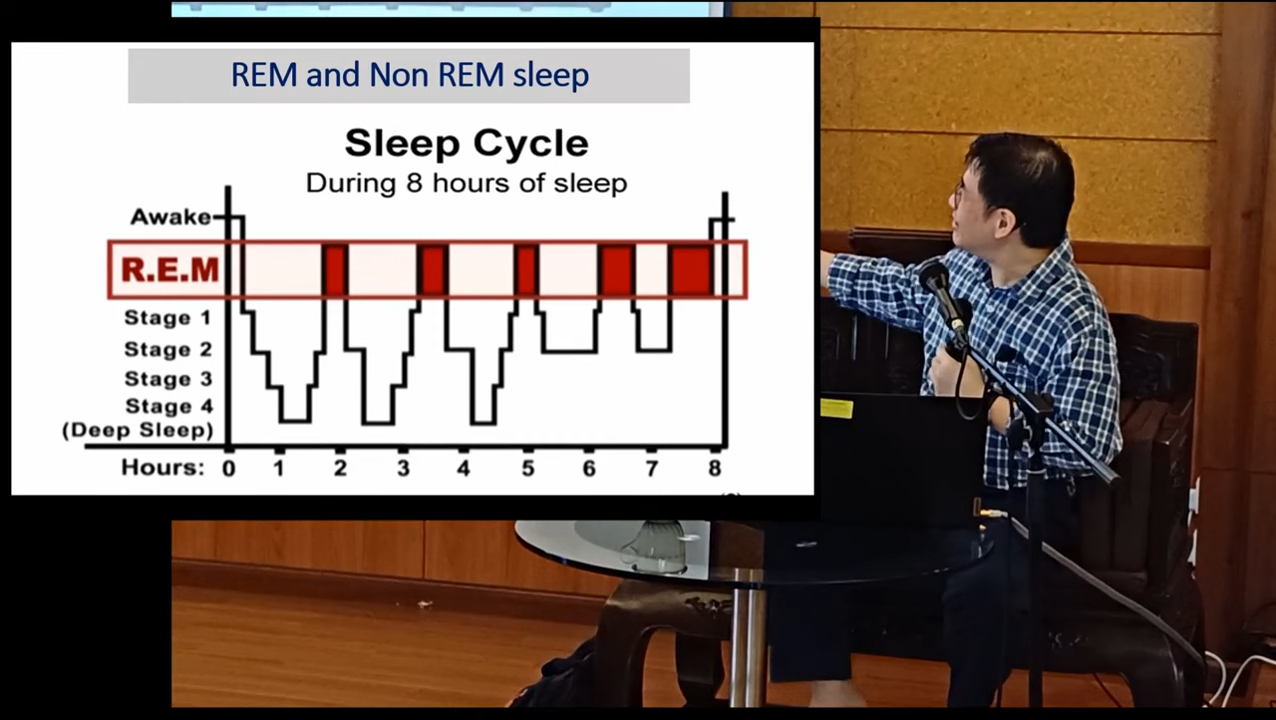 REM and Non REM sleep
Sleep Cycle
During 8 hours of sleep
Awake
R.E.M
Stage 1
Stage 2
Stage 3
Stage 4
(Deep Sleep)
Hours: 0 1 2 3 4 5 6 7 8